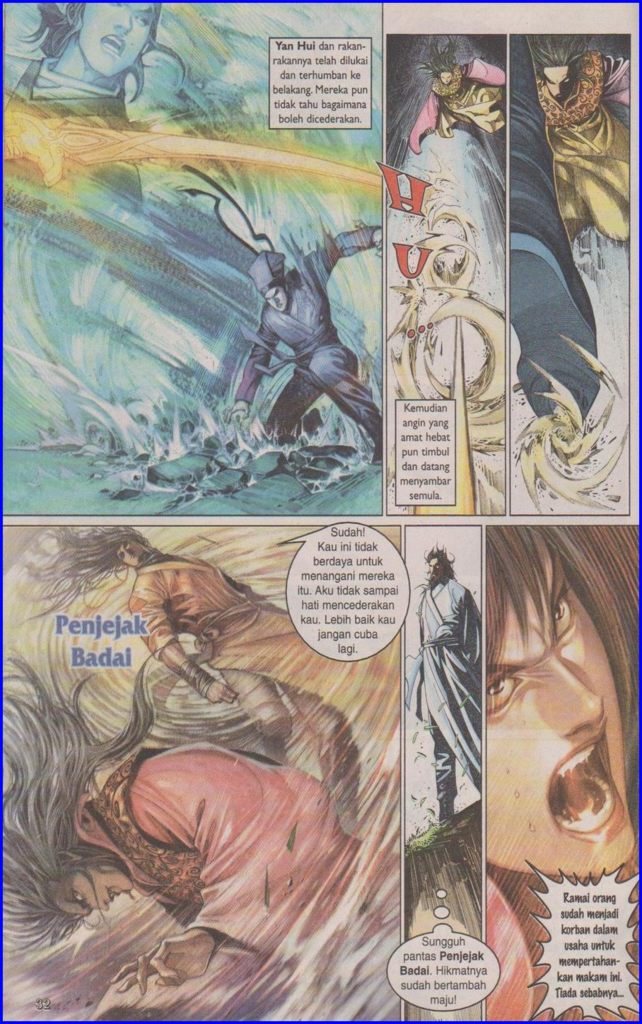 Yan Hui dan rakan-
rakannya telah dilukai
dan terhumban ke
belakang. Mereka pun
tidak tahu bagaimana
boleh dicederakan.
HU...
Kemudian
angin yang
amat hebat
pun timbul
dan datang
menyambar
semula.
Penjejak
Badai
Sudah!
Kau ini tidak
berdaya untuk
menangani mereka
itu. Aku tidak sampai
hati mencederakan
kau. Lebih baik kau
jangan cuba
lagi.
Sungguh
pantas Penjejak
Badai. Hikmatnya
sudah bertambah
maju!
Ramai orang
sudah menjadi
korban dalam
usaha untuk
mempertahan-
kan makam ini.
Tiada sebabnya...
32